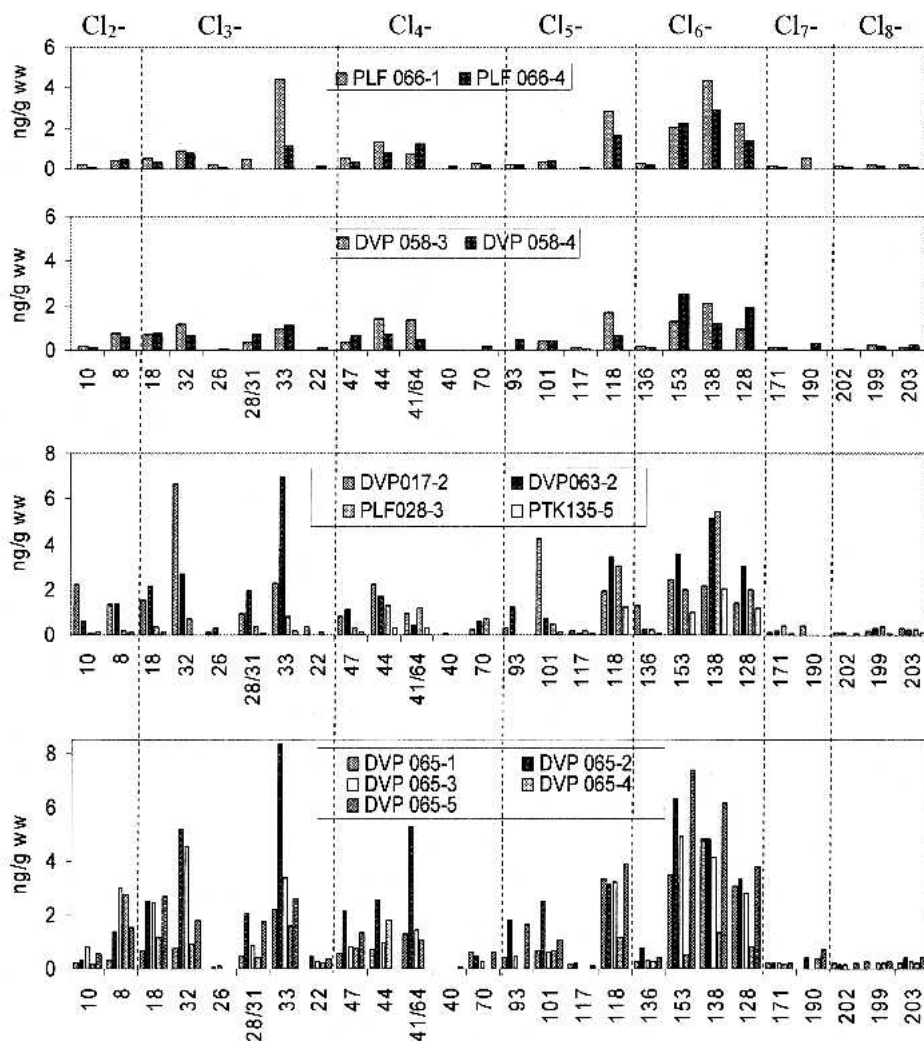 Cl₂- Cl₃- Cl₄- Cl₅- Cl₆- Cl₇- Cl₈-
6
4
2
0
ng/g ww
PLF 066-1 PLF 066-4
6
4
2
0
ng/g ww
DVP 058-3 DVP 058-4
10 8 18 32 26 28/31 33 22 47 44 41/64 40 70 93 101 117 118 136 153 138 128 171 190 202 199 203
8
6
4
2
0
ng/g ww
DVP017-2 DVP063-2
PLF028-3 PTK135-5
10 8 18 32 26 28/31 33 22 47 44 41/64 40 70 93 101 117 118 136 153 138 128 171 190 202 199 203
8
6
4
2
0
ng/g ww
DVP 065-1 DVP 065-2
DVP 065-3 DVP 065-4
DVP 065-5
10 8 18 32 26 28/31 33 22 47 44 41/64 40 70 93 101 117 118 136 153 138 128 171 190 202 199 203